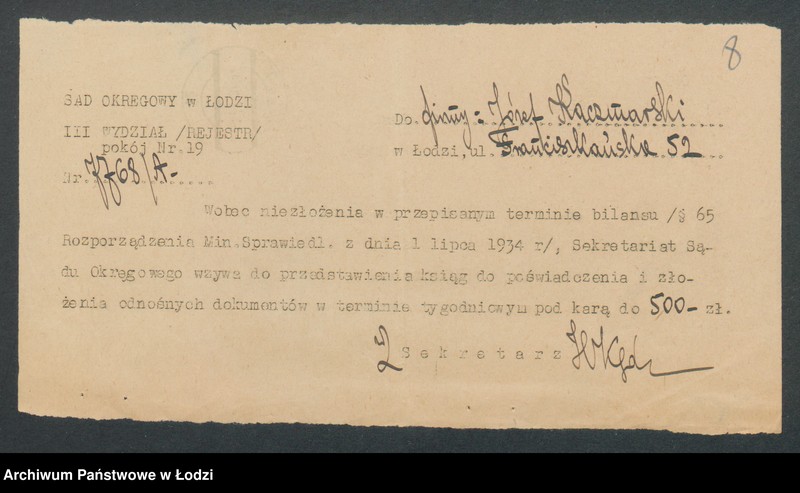 8
SAD OKREGOWY w ŁODZI
III WYDZIAŁ /REJESTR/
pokój Nr.19
Nr.
Do firmy: Józef Kaczmarski
w Łodzi, ul. Franciszkańska 52
Wobec niezłożenia w przepisanym terminie bilansu /§ 65
Rozporządzenia Min.Sprawiedl. z dnia 1 lipca 1934 r/, Sekretariat Są-
du Okręgowego wzywa do przedstawienia ksiąg do poświadczenia i zło-
żenia odnośnych dokumentów w terminie tygodniowym pod karą do 500- zł.
Sekretarz
Archiwum Państwowe w Łodzi